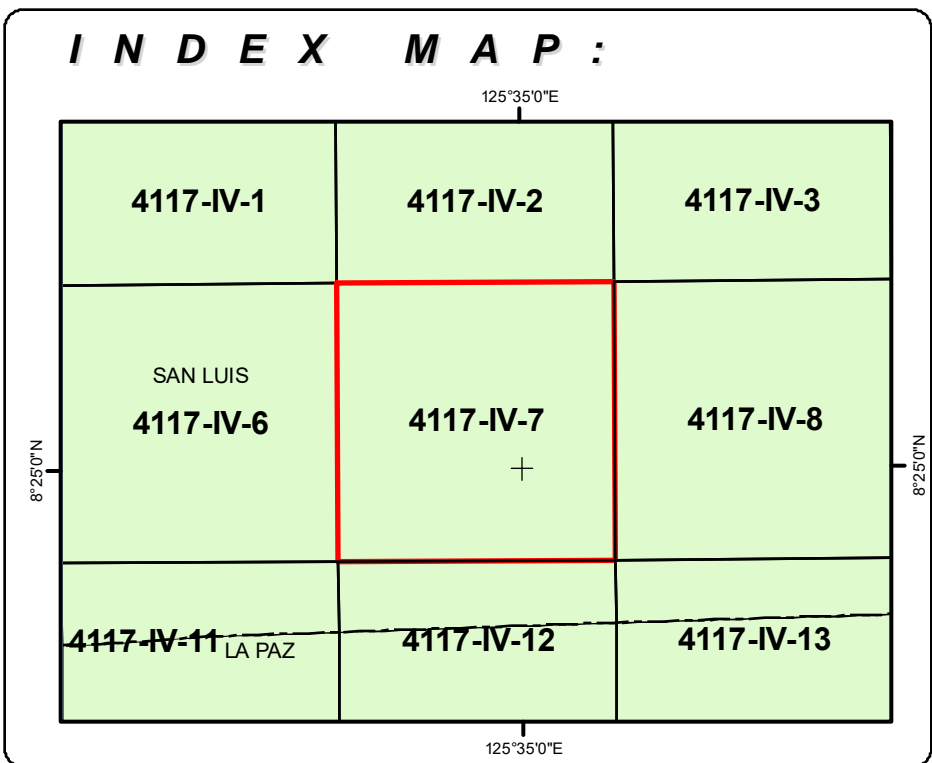 INDEX MAP:
125°35'0"E
4117-IV-1 4117-IV-2 4117-IV-3
SAN LUIS
4117-IV-6 4117-IV-7 4117-IV-8
8°25'0"N 8°25'0"N
4117-IV-11 LA PAZ 4117-IV-12 4117-IV-13
125°35'0"E